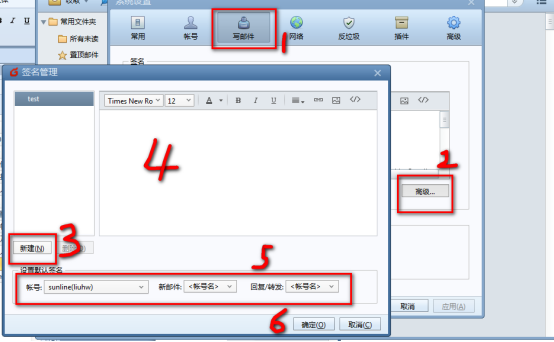 收取
系统设置
B I U
常用文件夹
所有未读
置顶邮件
常用 帐号 写邮件 网络 反垃圾 插件 高级
1
签名
签名管理
test
Times New Ro 12 A B I U
4
2
高级...
3
新建(N)
5
设置默认签名
帐号: sunline(liuhw) 新邮件: <帐号名> 回复/转发: <帐号名>
取消 应用(A)
6
确定(O) 取消(C)